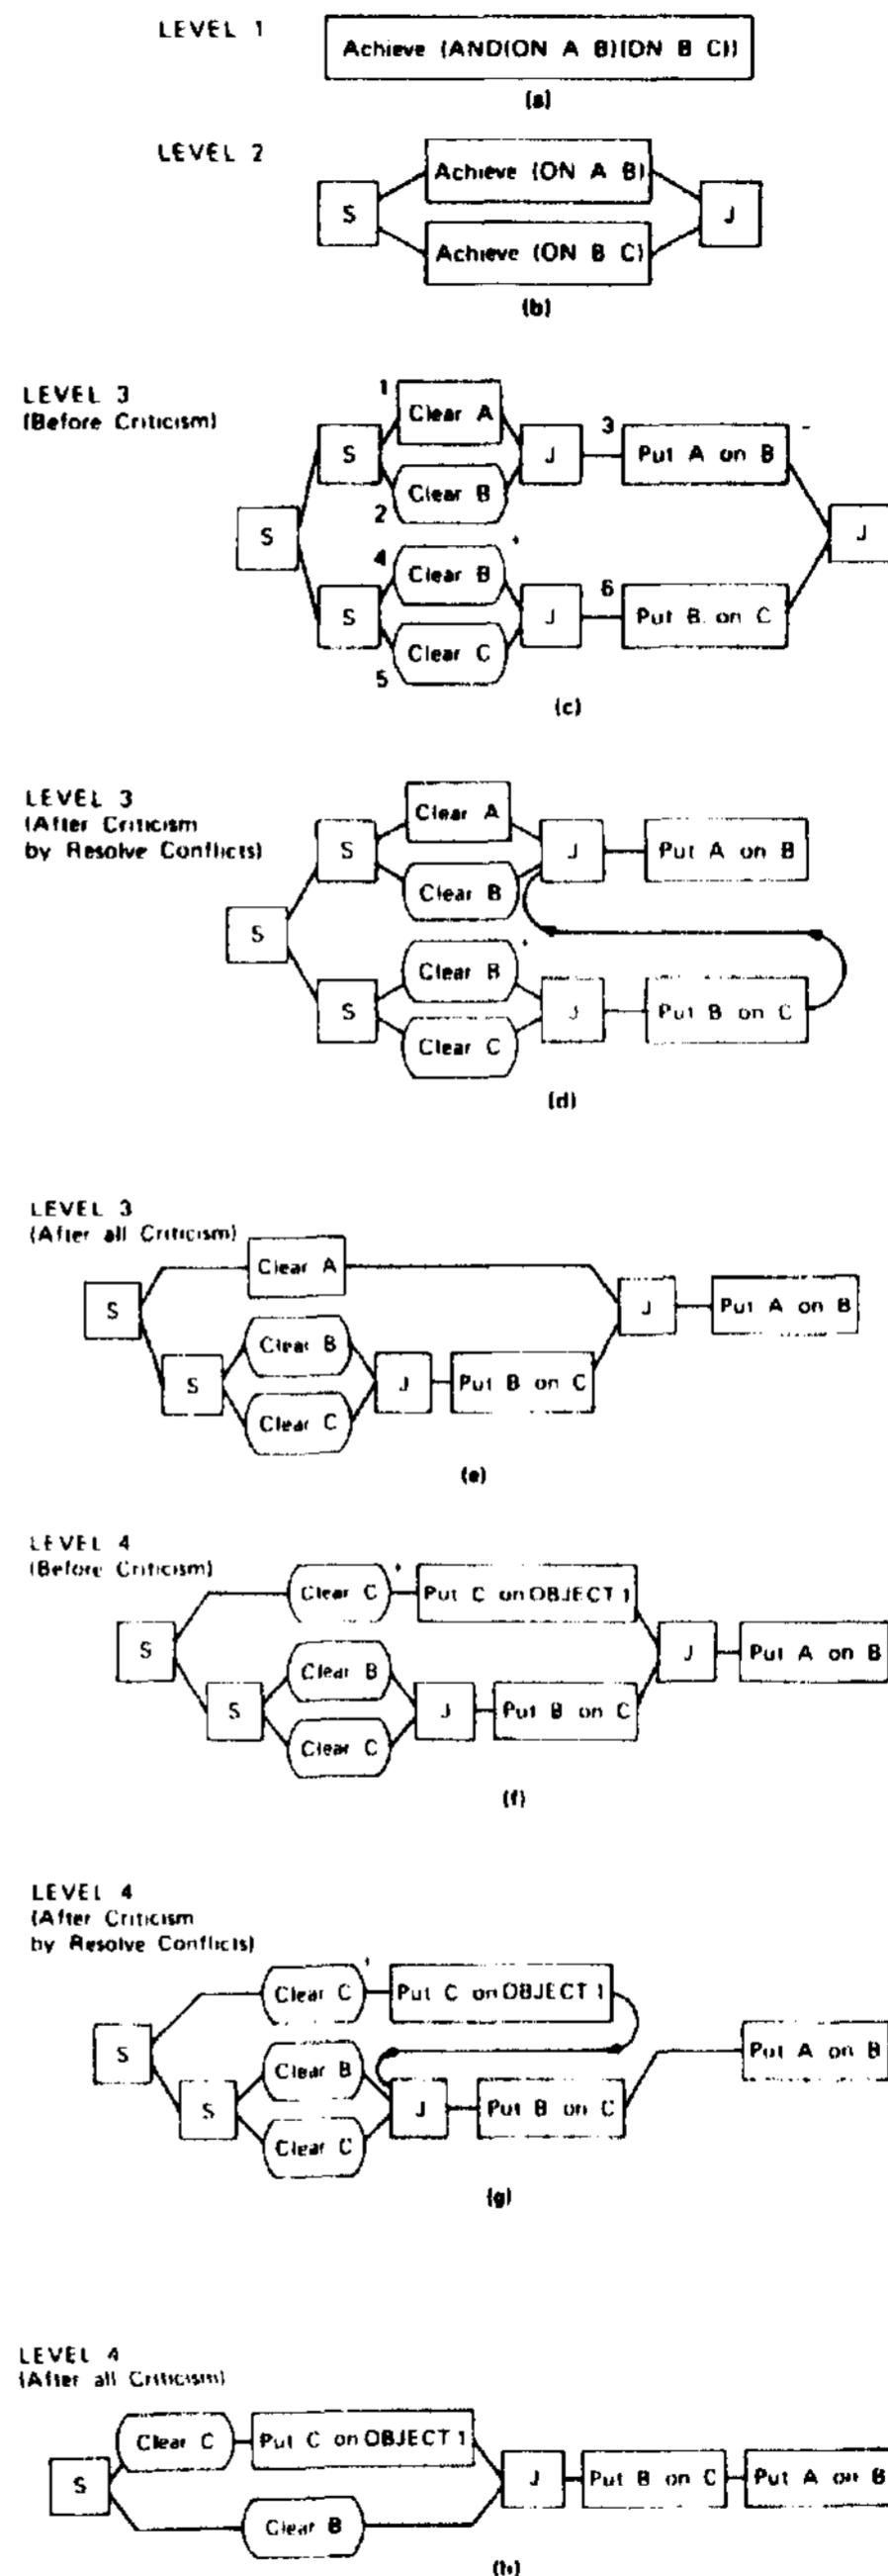 LEVEL 1
Achieve (AND(ON A B)(ON B C))
(a)
LEVEL 2
Achieve (ON A B)
S
J
Achieve (ON B C)
(b)
LEVEL 3
(Before Criticism)
1
Clear A
3
S
J
Put A on B
-
Clear B
2
S
J
4
Clear B
+
6
S
J
Put B. on C
Clear C
5
(c)
LEVEL 3
(After Criticism
by Resolve Conflicts)
Clear A
S
J
Put A on B
Clear B
S
Clear B
+
S
J
Put B on C
Clear C
(d)
LEVEL 3
(After all Criticism)
Clear A
S
J
Put A on B
Clear B
S
J
Put B on C
Clear C
(e)
LEVEL 4
(Before Criticism)
Clear C
+
Put C on OBJECT 1
S
J
Put A on B
Clear B
S
J
Put B on C
Clear C
(f)
LEVEL 4
(After Criticism
by Resolve Conflicts)
Clear C
+
Put C on OBJECT 1
S
Put A on B
Clear B
S
J
Put B on C
Clear C
(g)
LEVEL 4
(After all Criticism)
Clear C
Put C on OBJECT 1
S
J
Put B on C
Put A on B
Clear B
(h)